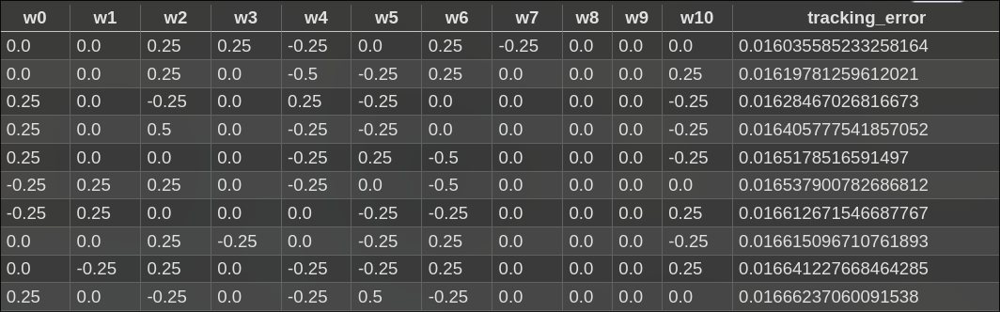 w0 w1 w2 w3 w4 w5 w6 w7 w8 w9 w10 tracking_error
0.0 0.0 0.25 0.25 -0.25 0.0 0.25 -0.25 0.0 0.0 0.0 0.016035585233258164
0.0 0.0 0.25 0.0 -0.5 -0.25 0.25 0.0 0.0 0.0 0.25 0.01619781259612021
0.25 0.0 -0.25 0.0 0.25 -0.25 0.0 0.0 0.0 0.0 -0.25 0.01628467026816673
0.25 0.0 0.5 0.0 -0.25 -0.25 0.0 0.0 0.0 0.0 -0.25 0.016405777541857052
0.25 0.0 0.0 0.0 -0.25 0.25 -0.5 0.0 0.0 0.0 -0.25 0.0165178516591497
-0.25 0.25 0.25 0.0 -0.25 0.0 -0.5 0.0 0.0 0.0 0.0 0.016537900782686812
-0.25 0.25 0.0 0.0 0.0 -0.25 -0.25 0.0 0.0 0.0 0.25 0.016612671546687767
0.0 0.0 0.25 -0.25 0.0 -0.25 0.25 0.0 0.0 0.0 -0.25 0.016615096710761893
0.0 -0.25 0.25 0.0 -0.25 -0.25 0.25 0.0 0.0 0.0 0.25 0.016641227668464285
0.25 0.0 -0.25 0.0 -0.25 0.5 -0.25 0.0 0.0 0.0 0.0 0.01666237060091538